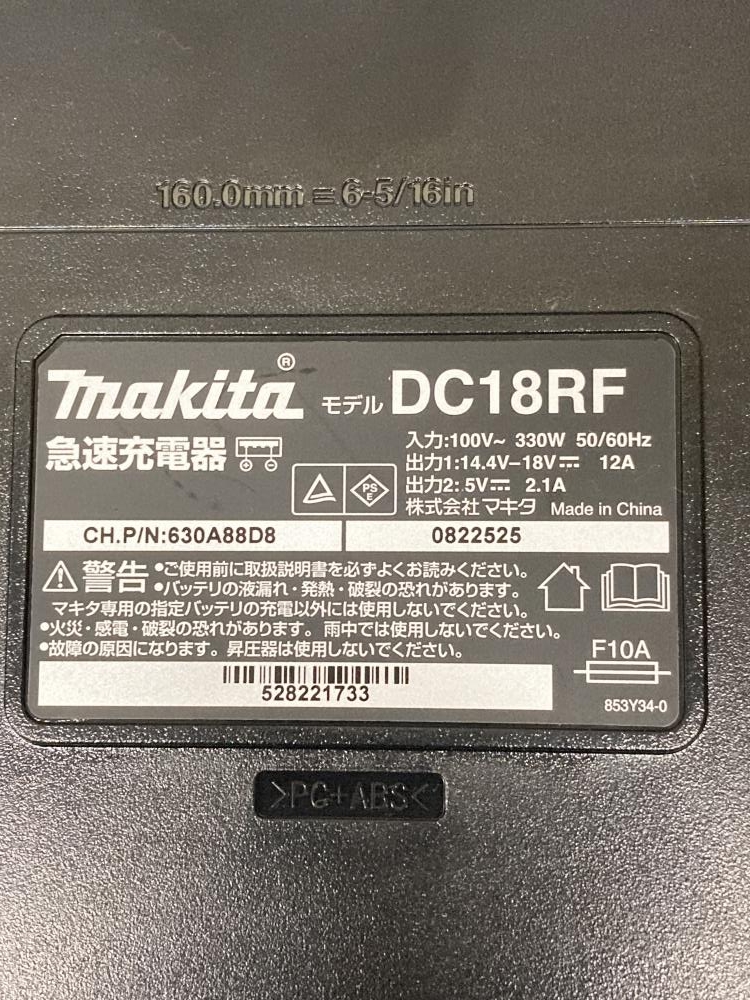 160.0mm = 6-5/16in
makita® モデル DC18RF
急速充電器
入力:100V~ 330W 50/60Hz
出力1:14.4V-18V⎓ 12A
出力2:5V⎓ 2.1A
PS E
株式会社マキタ Made in China
CH.P/N:630A88D8 0822525
警告 •ご使用前に取扱説明書を必ずよくお読みください。
•バッテリの液漏れ・発熱・破裂の恐れがあります。
マキタ専用の指定バッテリの充電以外には使用しないでください。
•火災・感電・破裂の恐れがあります。雨中では使用しないでください。
•故障の原因になります。昇圧器は使用しないでください。
F10A
528221733
853Y34-0
>PC+ABS<